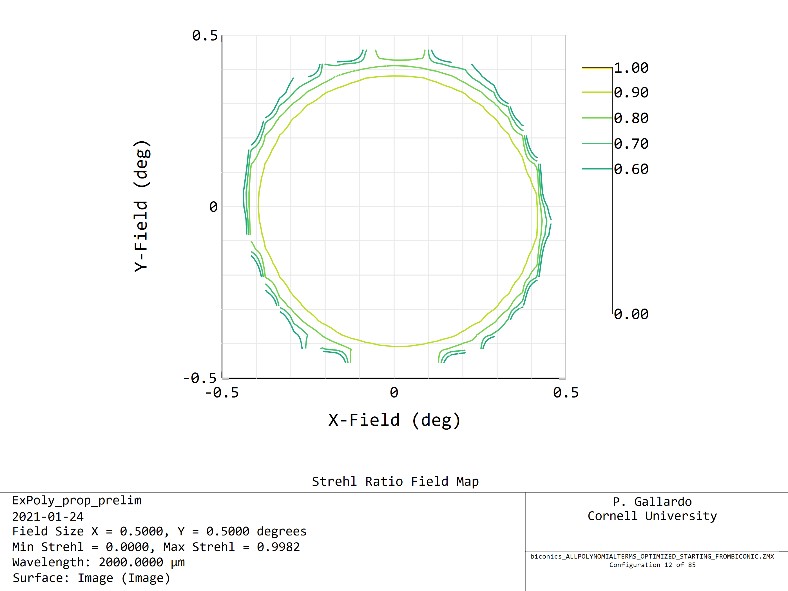 0.5
0
-0.5
-0.5
0
0.5
Y-Field (deg)
X-Field (deg)
1.00
0.90
0.80
0.70
0.60
0.00
Strehl Ratio Field Map
ExPoly_prop_prelim
2021-01-24
Field Size X = 0.5000, Y = 0.5000 degrees
Min Strehl = 0.0000, Max Strehl = 0.9982
Wavelength: 2000.0000 µm
Surface: Image (Image)
P. Gallardo
Cornell University
biconics_ALLPOLYNOMIALTERMS_OPTIMIZED_STARTING_FROMBICONIC.ZMX
Configuration 12 of 85